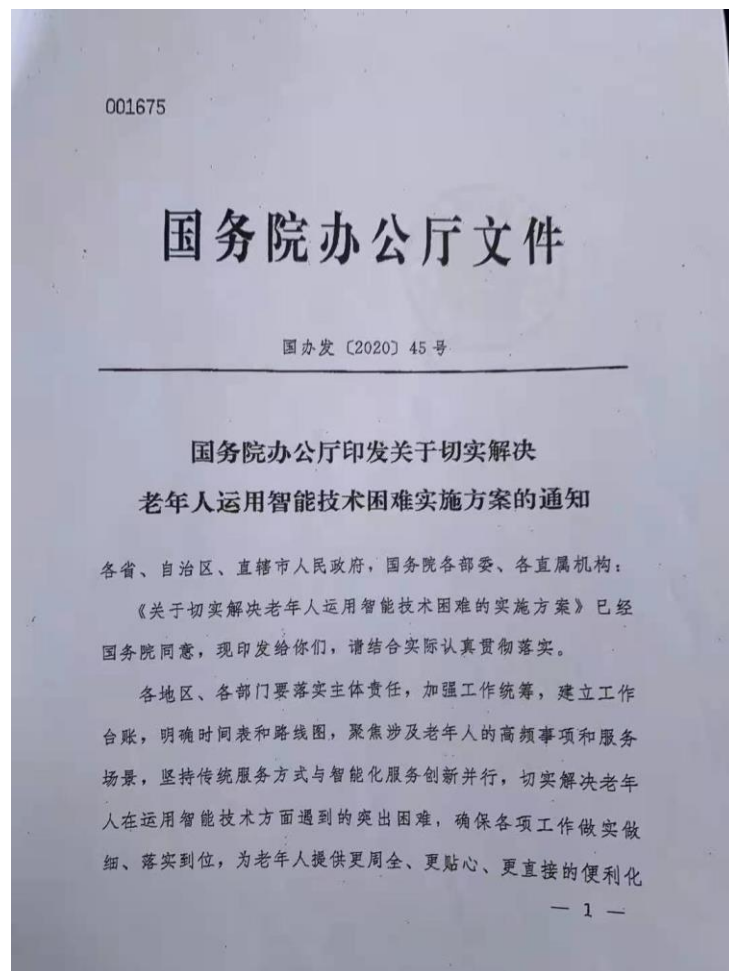 001675
国务院办公厅文件
国办发〔2020〕45号
国务院办公厅印发关于切实解决
老年人运用智能技术困难实施方案的通知
各省、自治区、直辖市人民政府，国务院各部委、各直属机构：
《关于切实解决老年人运用智能技术困难的实施方案》已经
国务院同意，现印发给你们，请结合实际认真贯彻落实。
各地区、各部门要落实主体责任，加强工作统筹，建立工作
台账，明确时间表和路线图，聚焦涉及老年人的高频事项和服务
场景，坚持传统服务方式与智能化服务创新并行，切实解决老年
人在运用智能技术方面遇到的突出困难，确保各项工作做实做
细、落实到位，为老年人提供更周全、更贴心、更直接的便利化
— 1 —